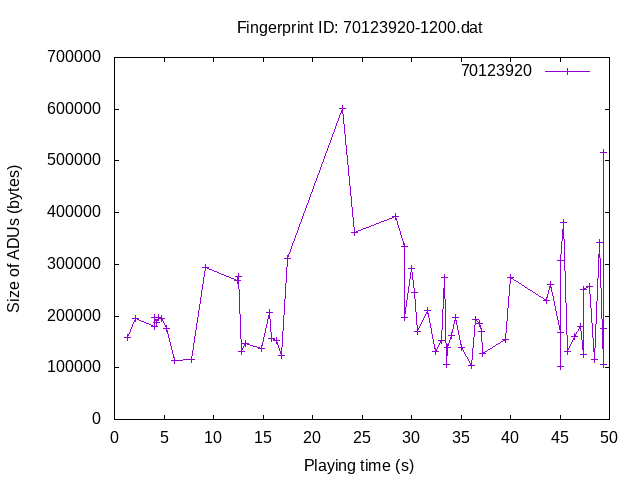 Fingerprint ID: 70123920-1200.dat
700000
70123920
600000
500000
400000
300000
200000
100000
0
Size of ADUs (bytes)
0 5 10 15 20 25 30 35 40 45 50
Playing time (s)